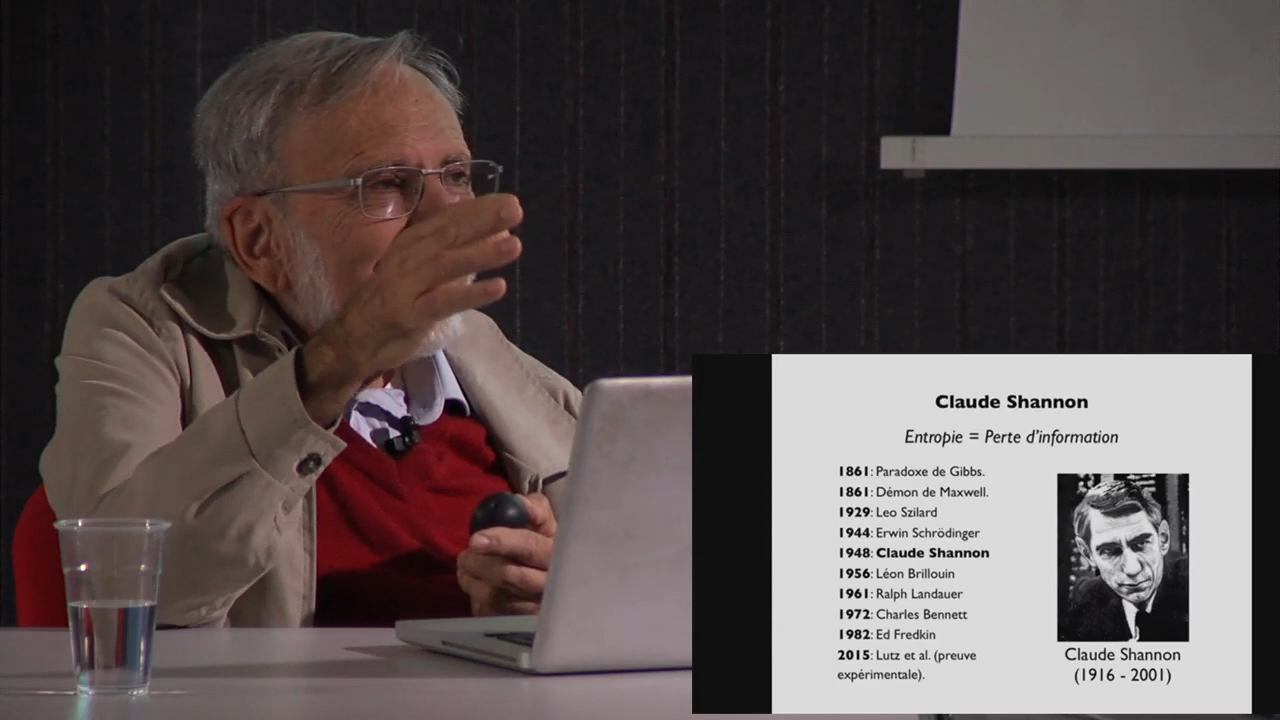 Claude Shannon
Entropie = Perte d'information
1861: Paradoxe de Gibbs.
1861: Démon de Maxwell.
1929: Leo Szilard
1944: Erwin Schrödinger
1948: Claude Shannon
1956: Léon Brillouin
1961: Ralph Landauer
1972: Charles Bennett
1982: Ed Fredkin
2015: Lutz et al. (preuve
expérimentale).
Claude Shannon
(1916 - 2001)